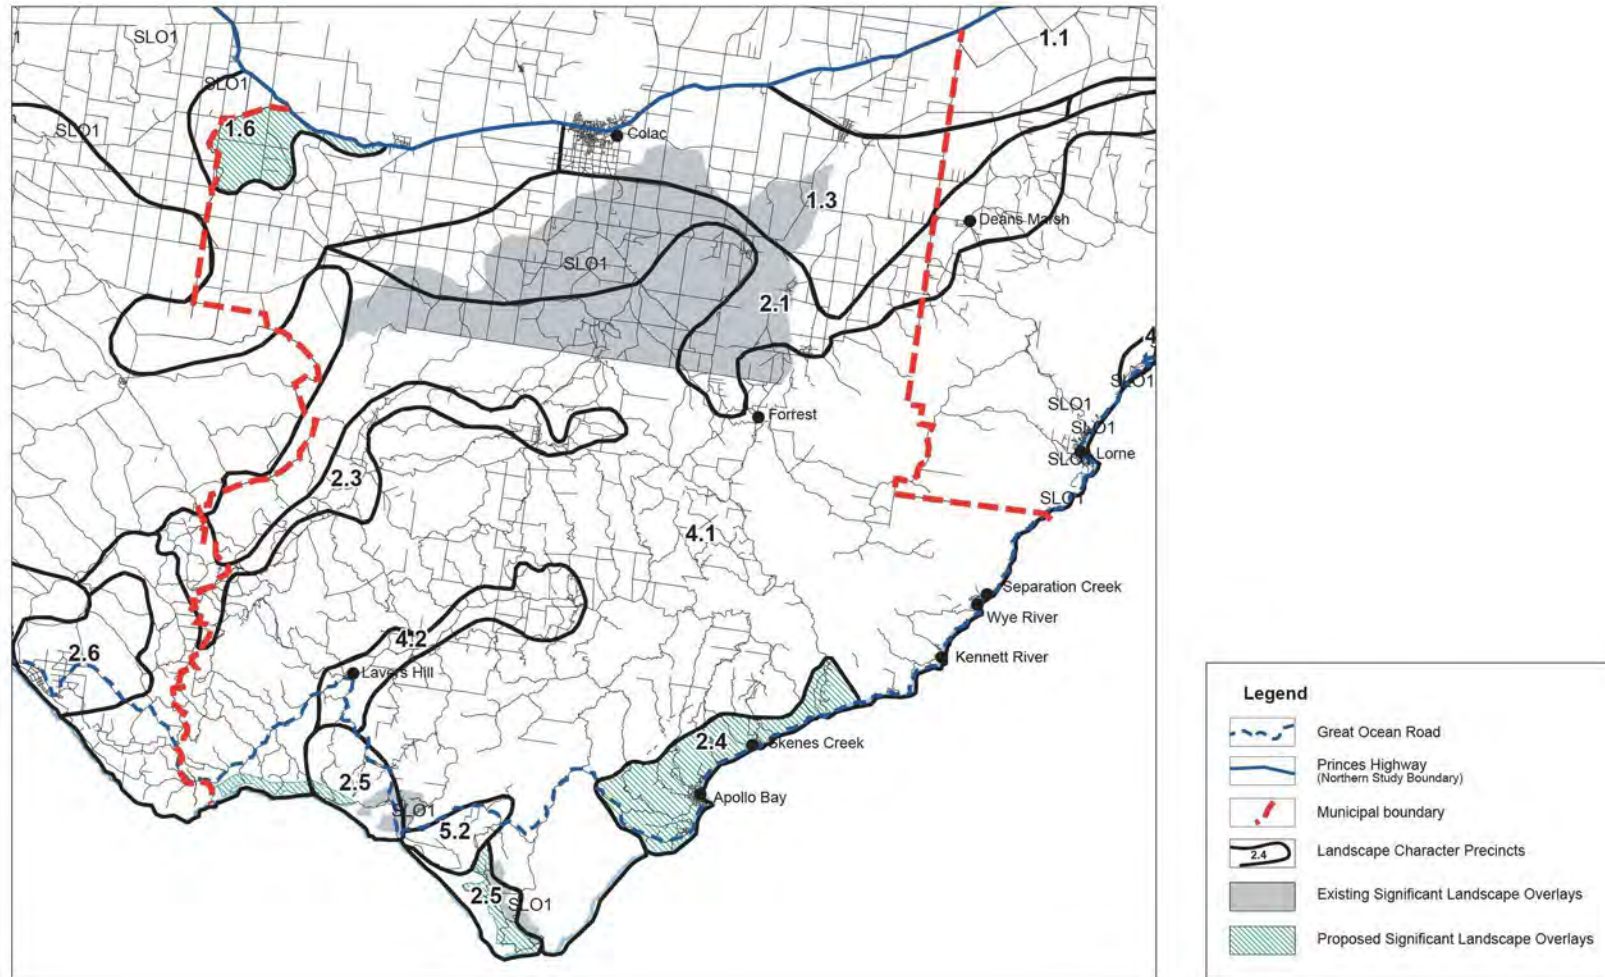 1
SLO1
1.1
SLO1
1.6
SLO1
Colac
1.3
Deans Marsh
SLO1
2.1
4
SLO1
SLO1
Forrest
SLO1
Lorne
2.3
SLO1
4.1
Separation Creek
Wye River
4.2
2.6
Kennett River
Lavers Hill
2.4
Skenes Creek
2.5
Apollo Bay
SLO1
5.2
2.5
SLO1
Legend
Great Ocean Road
Princes Highway
(Northern Study Boundary)
Municipal boundary
2.4
Landscape Character Precincts
Existing Significant Landscape Overlays
Proposed Significant Landscape Overlays